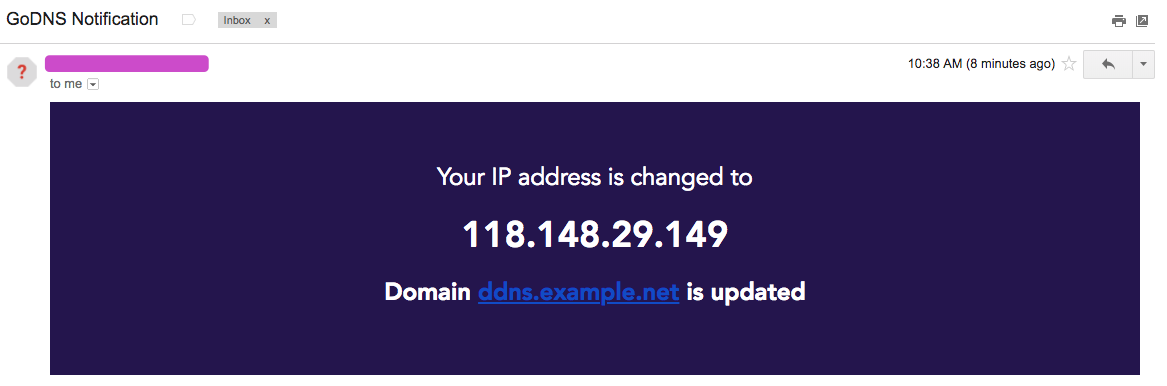 GoDNS Notification
Inbox x
?
10:38 AM (8 minutes ago)
to me
Your IP address is changed to
118.148.29.149
Domain ddns.example.net is updated